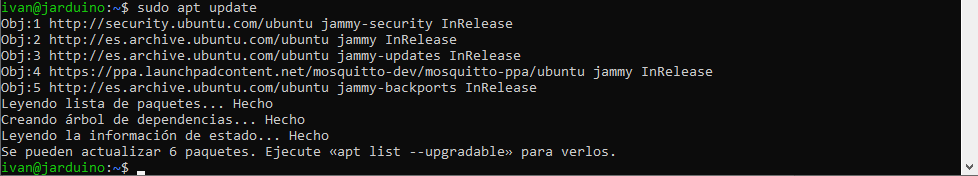 ivan@jarduino:~$ sudo apt update
Obj:1 http://security.ubuntu.com/ubuntu jammy-security InRelease
Obj:2 http://es.archive.ubuntu.com/ubuntu jammy InRelease
Obj:3 http://es.archive.ubuntu.com/ubuntu jammy-updates InRelease
Obj:4 https://ppa.launchpadcontent.net/mosquitto-dev/mosquitto-ppa/ubuntu jammy InRelease
Obj:5 http://es.archive.ubuntu.com/ubuntu jammy-backports InRelease
Leyendo lista de paquetes... Hecho
Creando árbol de dependencias... Hecho
Leyendo la información de estado... Hecho
Se pueden actualizar 6 paquetes. Ejecute «apt list --upgradable» para verlos.
ivan@jarduino:~$